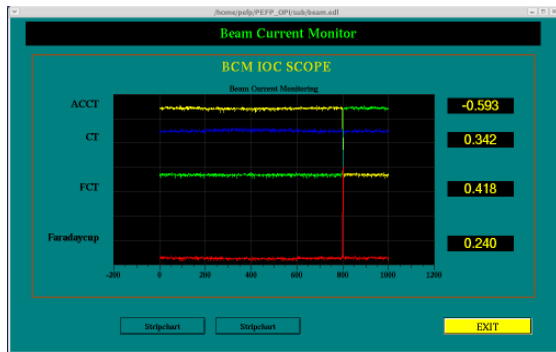 /home/pefp/PEFP_OPI/sub/beam.edl
Beam Current Monitor
BCM IOC SCOPE
Beam Current Monitoring
ACCT
-0.593
CT
0.342
FCT
0.418
Faradaycup
0.240
-200 0 200 400 600 800 1000 1200
Stripchart Stripchart EXIT